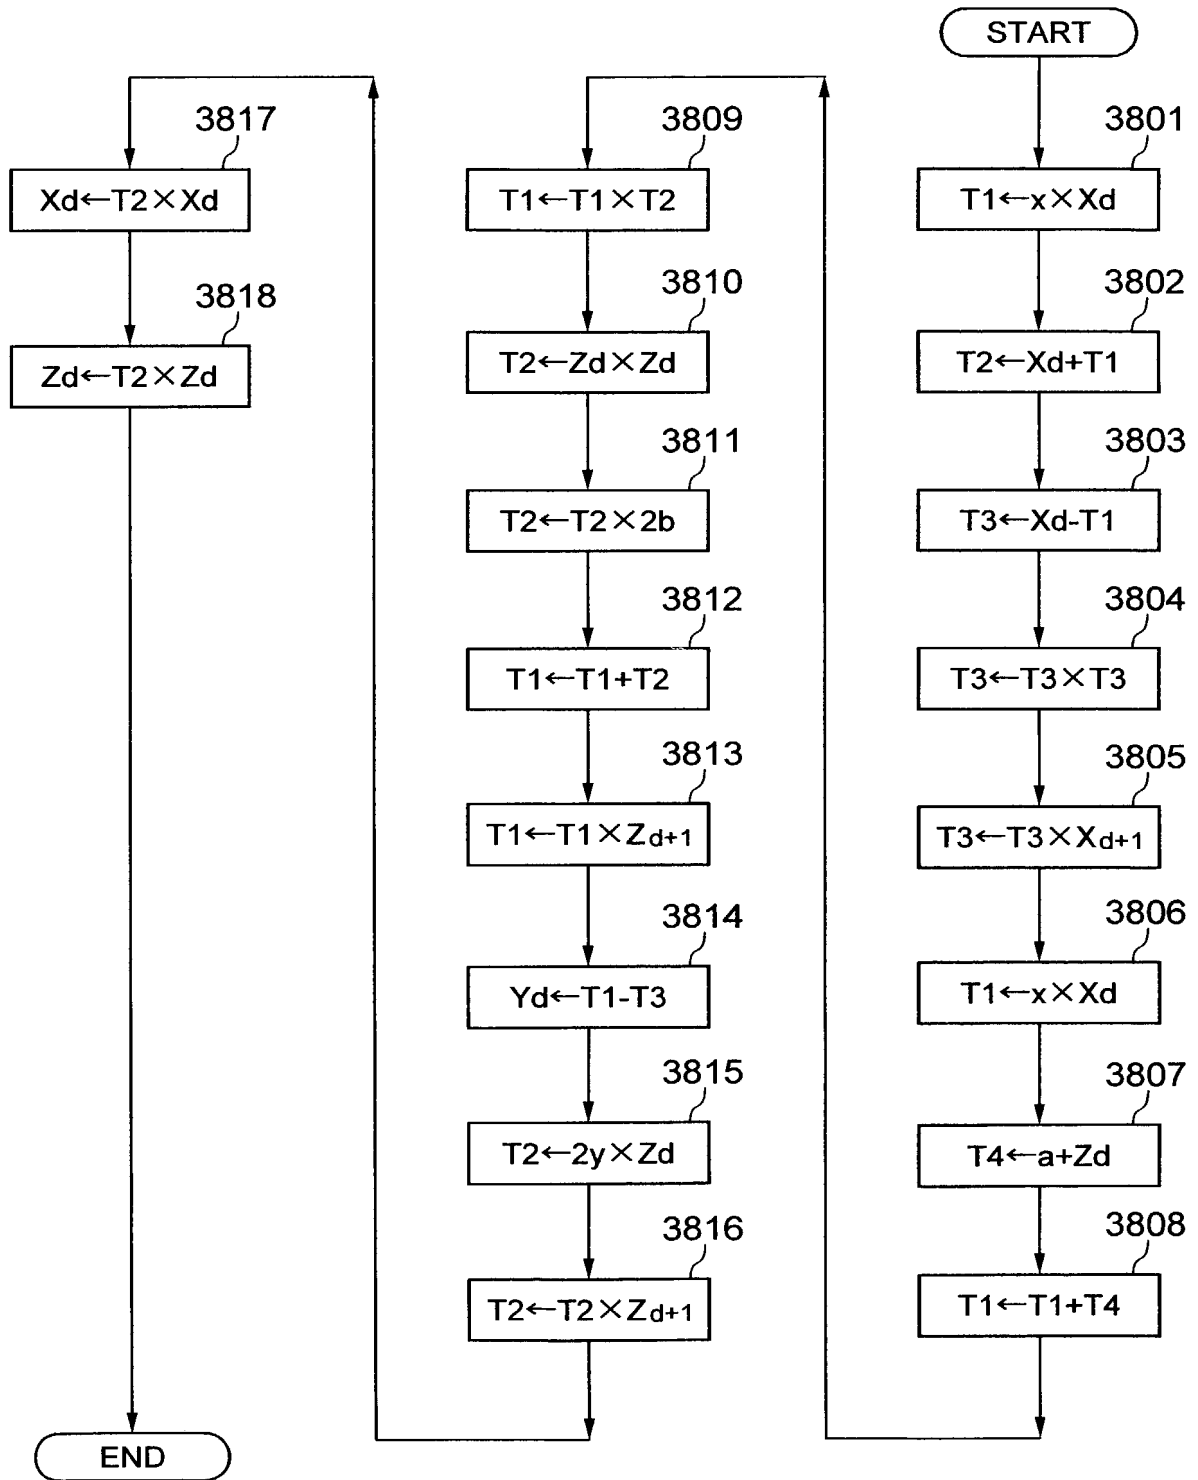 START
3801
T1←x×Xd
3802
T2←Xd+T1
3803
T3←Xd-T1
3804
T3←T3×T3
3805
T3←T3×Xd+1
3806
T1←x×Xd
3807
T4←a+Zd
3808
T1←T1+T4
3809
T1←T1×T2
3810
T2←Zd×Zd
3811
T2←T2×2b
3812
T1←T1+T2
3813
T1←T1×Zd+1
3814
Yd←T1-T3
3815
T2←2y×Zd
3816
T2←T2×Zd+1
3817
Xd←T2×Xd
3818
Zd←T2×Zd
END